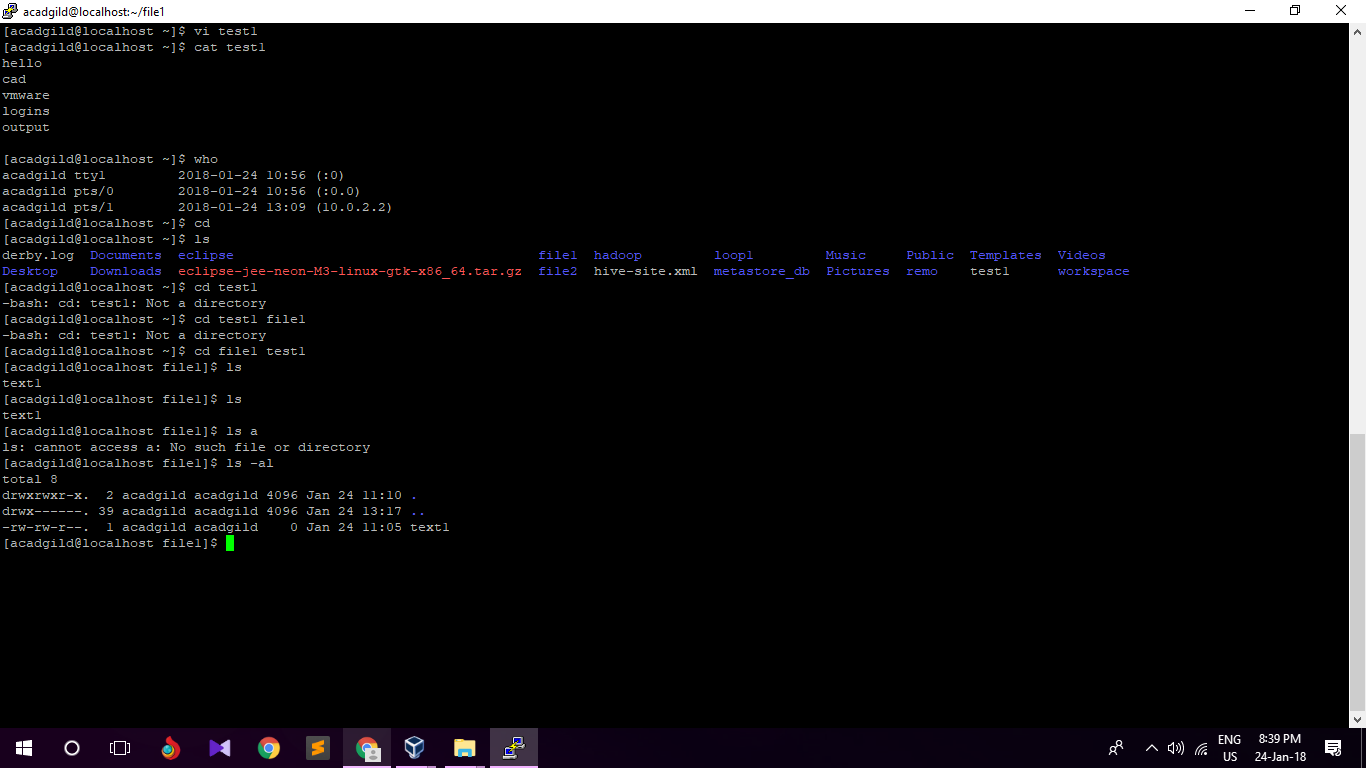 acadgild@localhost:~/file1
[acadgild@localhost ~]$ vi test1
[acadgild@localhost ~]$ cat test1
hello
cad
vmware
logins
output
[acadgild@localhost ~]$ who
acadgild tty1         2018-01-24 10:56 (:0)
acadgild pts/0        2018-01-24 10:56 (:0.0)
acadgild pts/1        2018-01-24 13:09 (10.0.2.2)
[acadgild@localhost ~]$ cd
[acadgild@localhost ~]$ ls
derby.log  Documents  eclipse                                      file1  hadoop         loop1         Music     Public  Templates  Videos
Desktop    Downloads  eclipse-jee-neon-M3-linux-gtk-x86_64.tar.gz  file2  hive-site.xml  metastore_db  Pictures  remo    test1      workspace
[acadgild@localhost ~]$ cd test1
-bash: cd: test1: Not a directory
[acadgild@localhost ~]$ cd test1 file1
-bash: cd: test1: Not a directory
[acadgild@localhost ~]$ cd file1 test1
[acadgild@localhost file1]$ ls
text1
[acadgild@localhost file1]$ ls
text1
[acadgild@localhost file1]$ ls a
ls: cannot access a: No such file or directory
[acadgild@localhost file1]$ ls -al
total 8
drwxrwxr-x.  2 acadgild acadgild 4096 Jan 24 11:10 .
drwx------. 39 acadgild acadgild 4096 Jan 24 13:17 ..
-rw-rw-r--.  1 acadgild acadgild    0 Jan 24 11:05 text1
[acadgild@localhost file1]$
ENG 8:39 PM
US 24-Jan-18